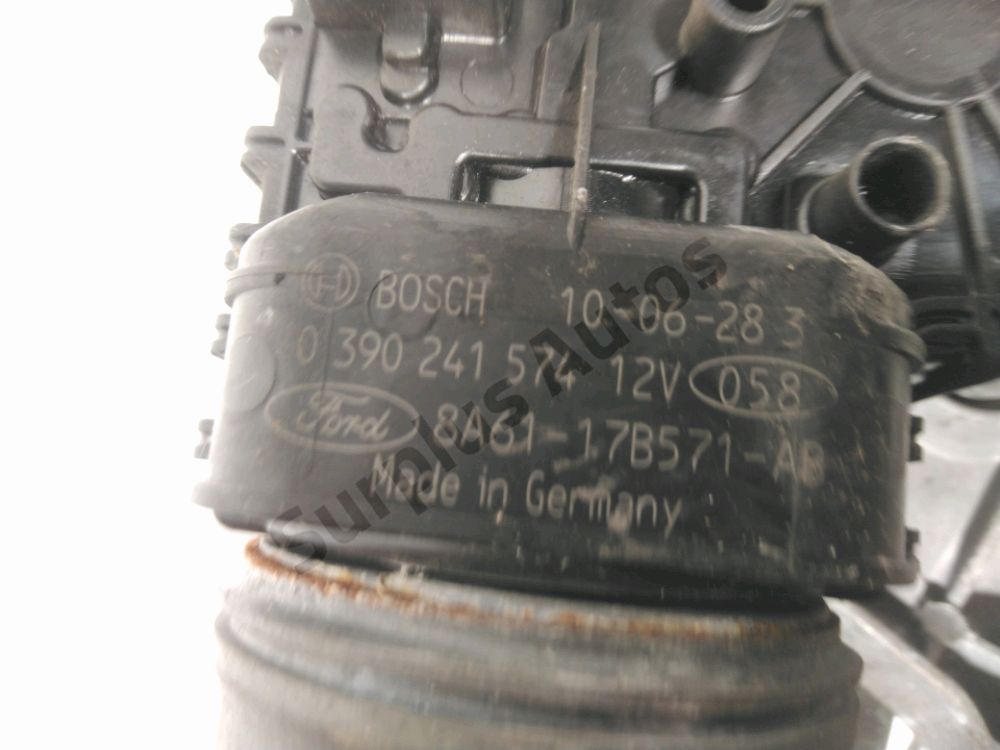 BOSCH 10-06-28 3
0 390 241 574 12V 058
Ford 8A61-17B571-AB
Made in Germany
Surplus Autos